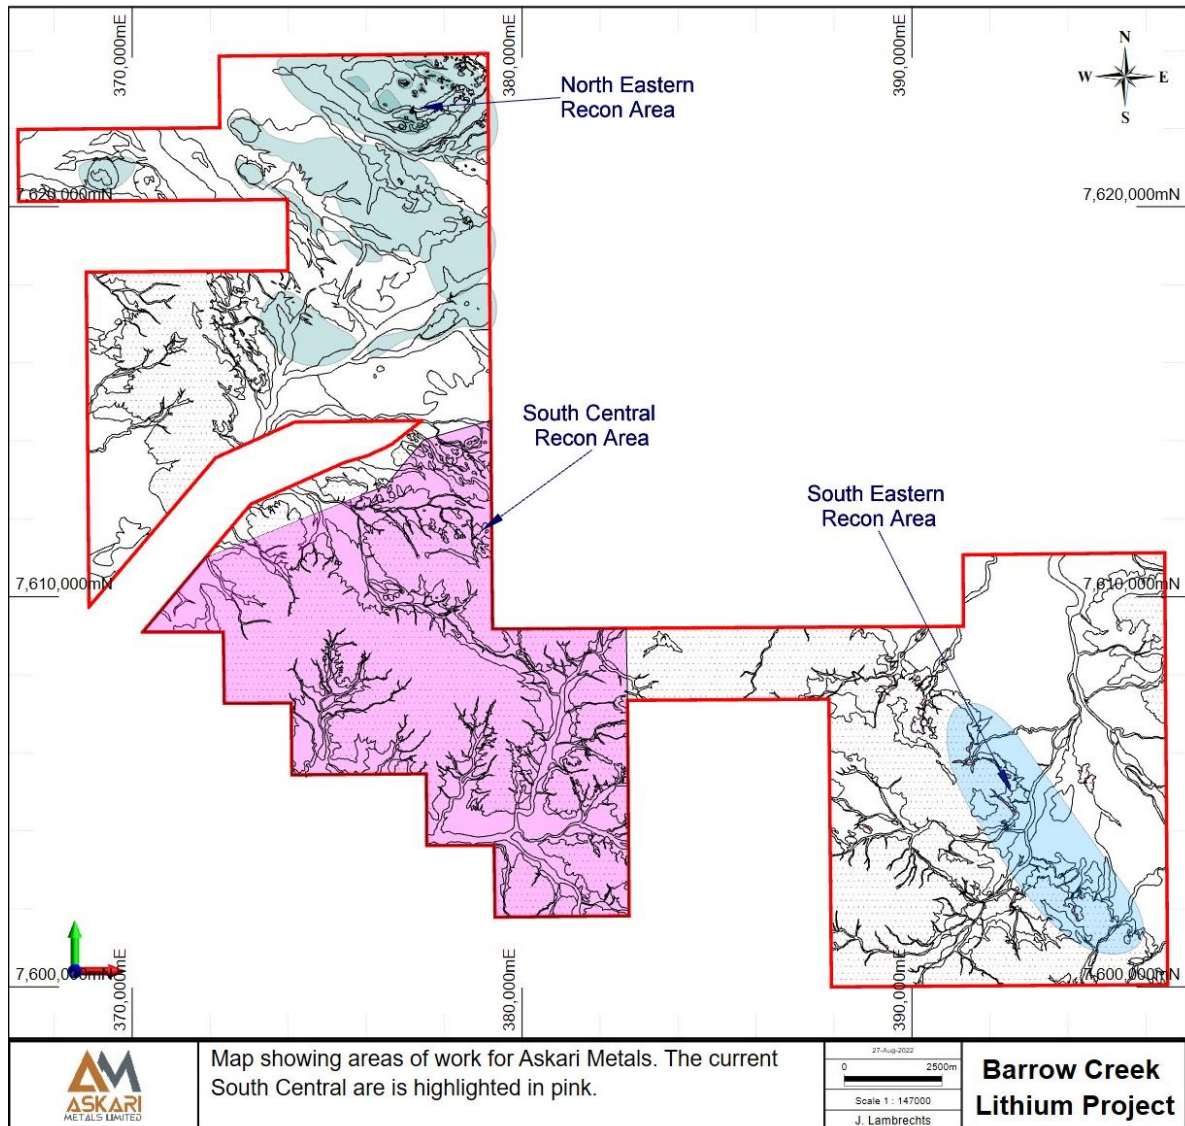 370,000mE
380,000mE
390,000mE
N
W E
S
North Eastern
Recon Area
7,620,000mN
7,620,000mN
South Central
Recon Area
South Eastern
Recon Area
7,610,000mN
7,610,000mN
7,600,000mN
7,600,000mN
370,000mE
380,000mE
390,000mE
AM
ASKARI
METALS LIMITED
Map showing areas of work for Askari Metals. The current
South Central are is highlighted in pink.
27-Aug-2022
0 2500m
Scale 1 : 147000
J. Lambrechts
Barrow Creek
Lithium Project